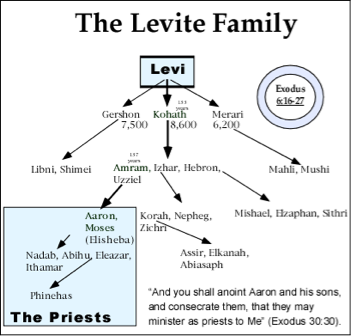 The Levite Family
Levi
Exodus
6:16-27
Gershon
7,500
133
years
Kohath
8,600
Merari
6,200
Libni, Shimei
137
years
Amram, Izhar, Hebron,
Uzziel
Mahli, Mushi
Aaron,
Moses
(Elisheba)
Korah, Nepheg,
Zichri
Mishael, Elzaphan, Sithri
Nadab, Abihu, Eleazar,
Ithamar
Assir, Elkanah,
Abiasaph
Phinehas
The Priests
“And you shall anoint Aaron and his sons,
and consecrate them, that they may
minister as priests to Me” (Exodus 30:30).